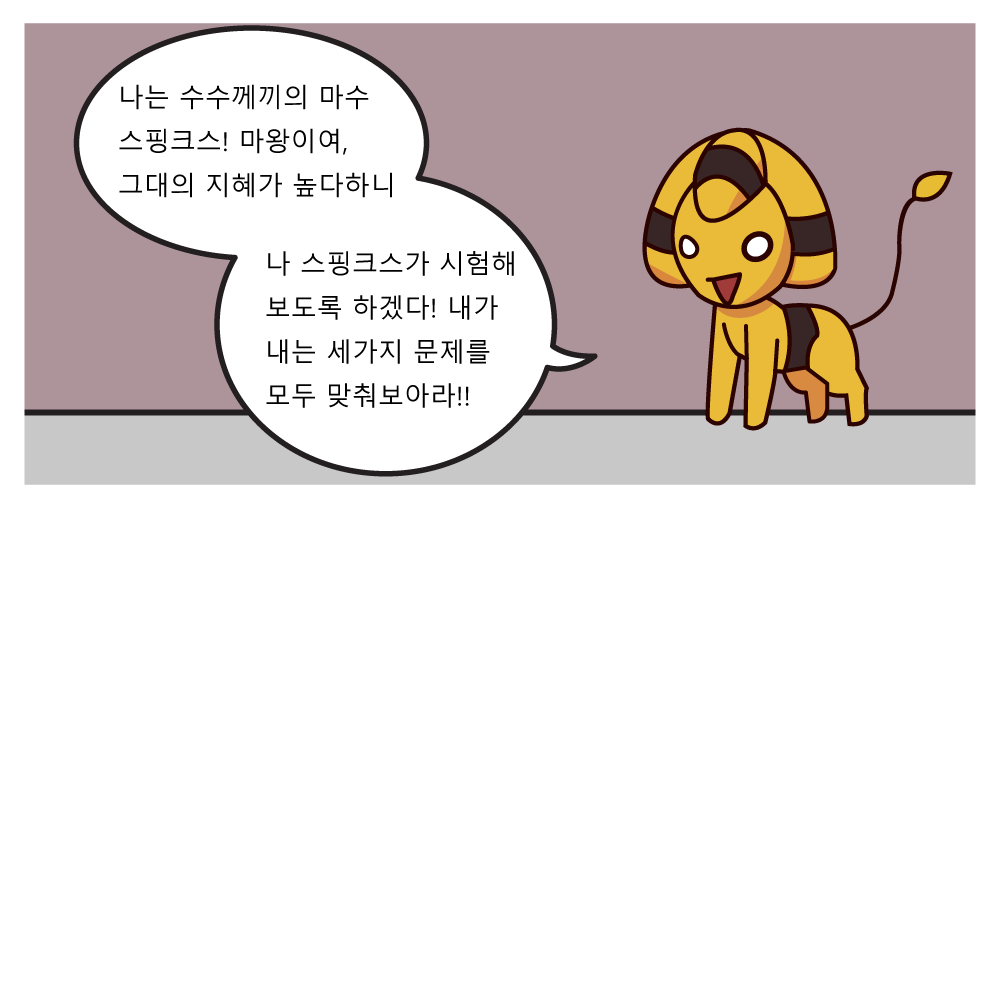 나는 수수께끼의 마수
스핑크스! 마왕이여,
그대의 지혜가 높다하니
나 스핑크스가 시험해
보도록 하겠다! 내가
내는 세가지 문제를
모두 맞춰보아라!!